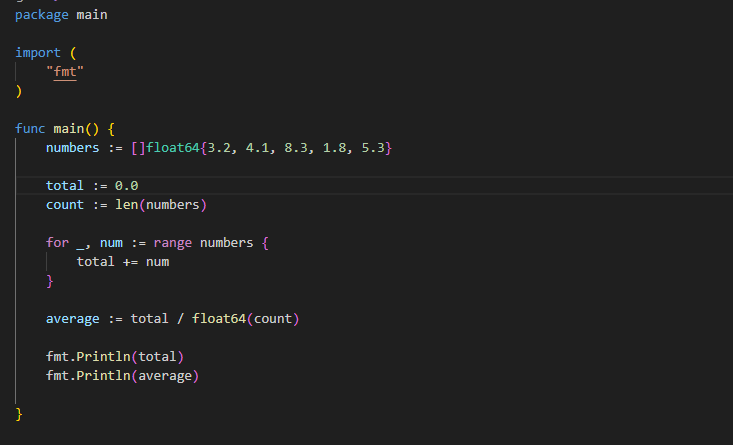 package main
import (
"fmt"
)
func main() {
numbers := []float64{3.2, 4.1, 8.3, 1.8, 5.3}
total := 0.0
count := len(numbers)
for _, num := range numbers {
total += num
}
average := total / float64(count)
fmt.Println(total)
fmt.Println(average)
}